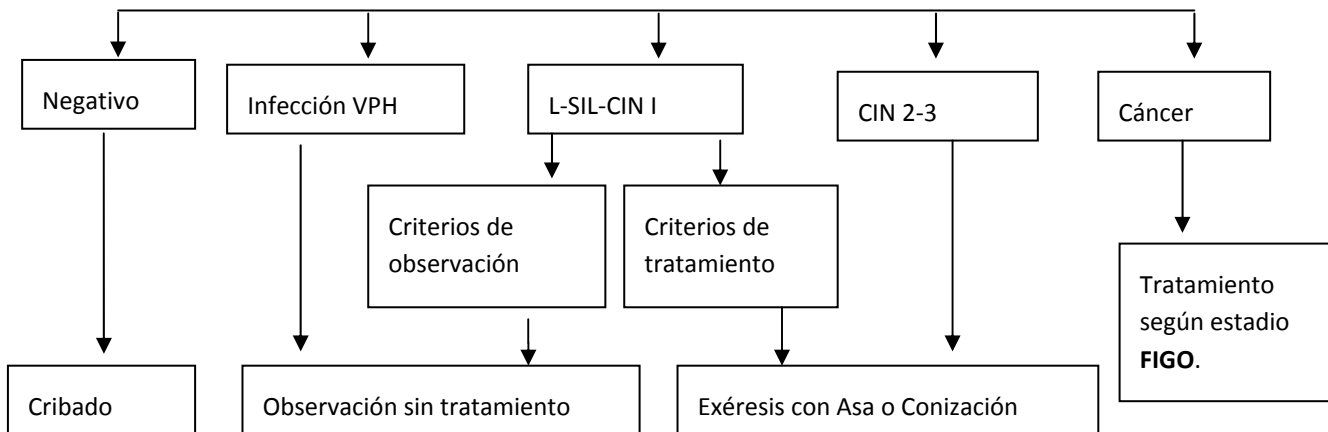 Negativo
Infección VPH
L-SIL-CIN I
CIN 2-3
Cáncer
Criterios de
observación
Criterios de
tratamiento
Tratamiento
según estadio
FIGO.
Cribado
Observación sin tratamiento
Exéresis con Asa o Conización